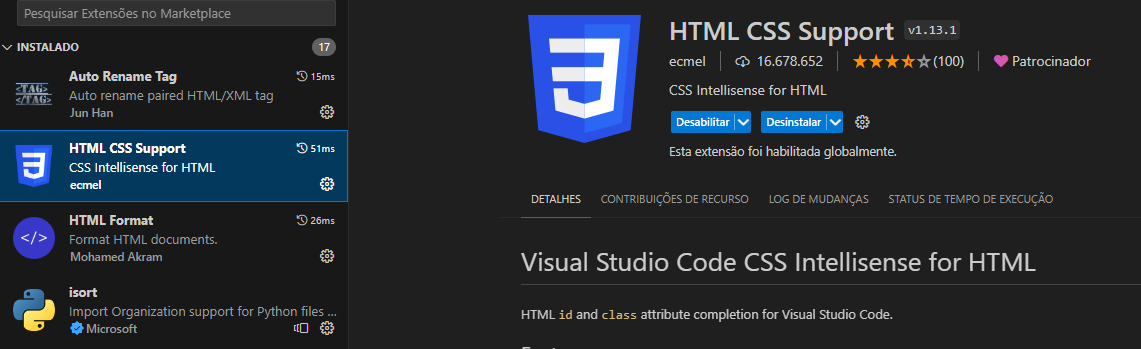 Pesquisar Extensões no Marketplace
INSTALADO 17
Auto Rename Tag 15ms
Auto rename paired HTML/XML tag
Jun Han
HTML CSS Support 51ms
CSS Intellisense for HTML
ecmel
HTML Format 26ms
Format HTML documents.
Mohamed Akram
isort
Import Organization support for Python files ...
Microsoft
<TAG>
</TAG>
</>
HTML CSS Support v1.13.1
ecmel 16.678.652 (100) Patrocinador
CSS Intellisense for HTML
Desabilitar Desinstalar
Esta extensão foi habilitada globalmente.
DETALHES CONTRIBUIÇÕES DE RECURSO LOG DE MUDANÇAS STATUS DE TEMPO DE EXECUÇÃO
Visual Studio Code CSS Intellisense for HTML
HTML id and class attribute completion for Visual Studio Code.